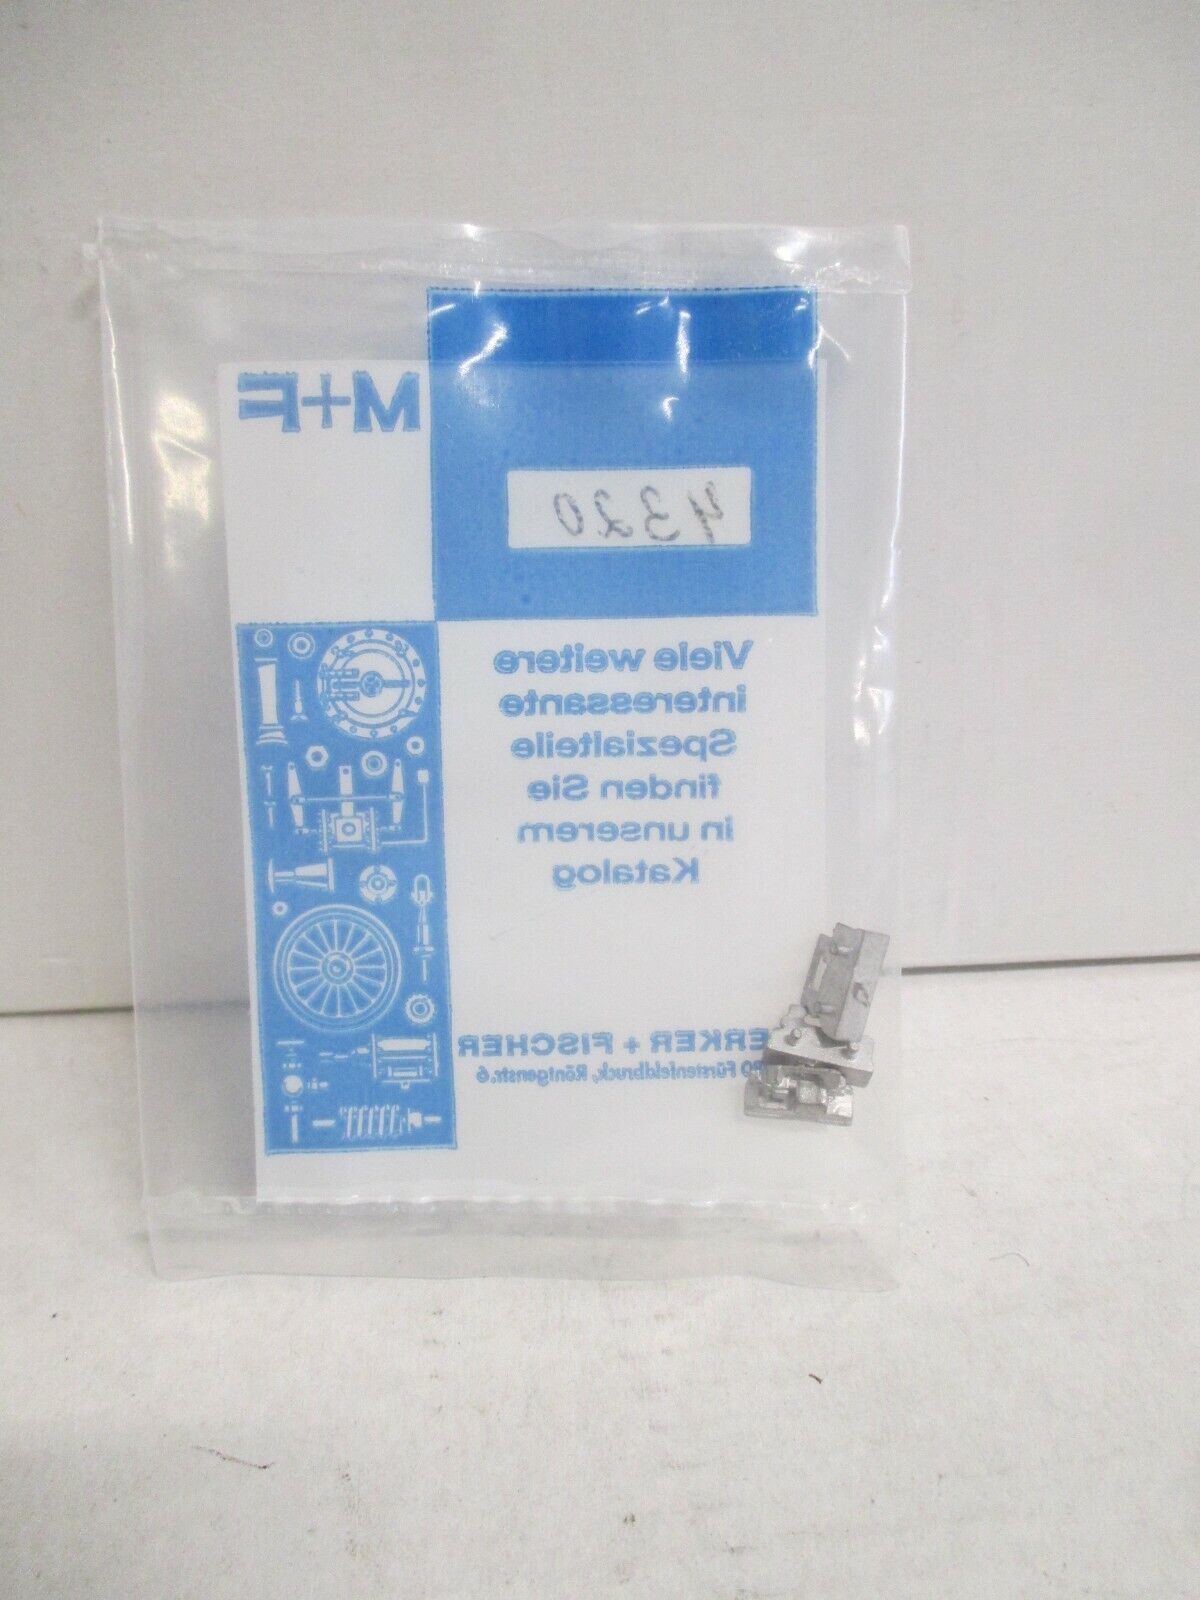 M+F
4320
Viele weitere
interessante
Spezialteile
finden Sie
in unserem
Katalog
ERKER + FISCHER
Fürstenfeldbruck, Röntgenstr. 6